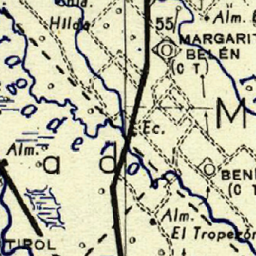 Hilda
55
Alm.
MARGARIT
BELÉN
(C T.)
M
Ec.
Alm.
a d o
BEN
(C T
Alm.
El Tropezón
TIROL